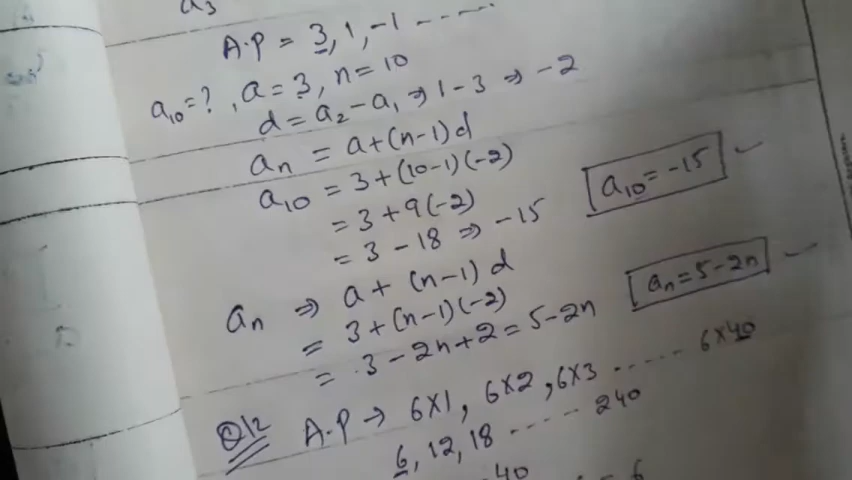 a₃
A.P = 3, 1, -1 -----
a₁₀ = ?, a = 3, n = 10
d = a₂ - a₁ ⇒ 1 - 3 ⇒ -2
aₙ = a + (n-1) d
a₁₀ = 3 + (10-1) (-2)
= 3 + 9(-2)
= 3 - 18 ⇒ -15
a₁₀ = -15 ✓
aₙ ⇒ a + (n-1) d
= 3 + (n-1) (-2)
= 3 - 2n + 2 = 5 - 2n
aₙ = 5 - 2n ✓
Q12 A.P → 6×1, 6×2, 6×3 ----- 6×40
6, 12, 18 ----- 240